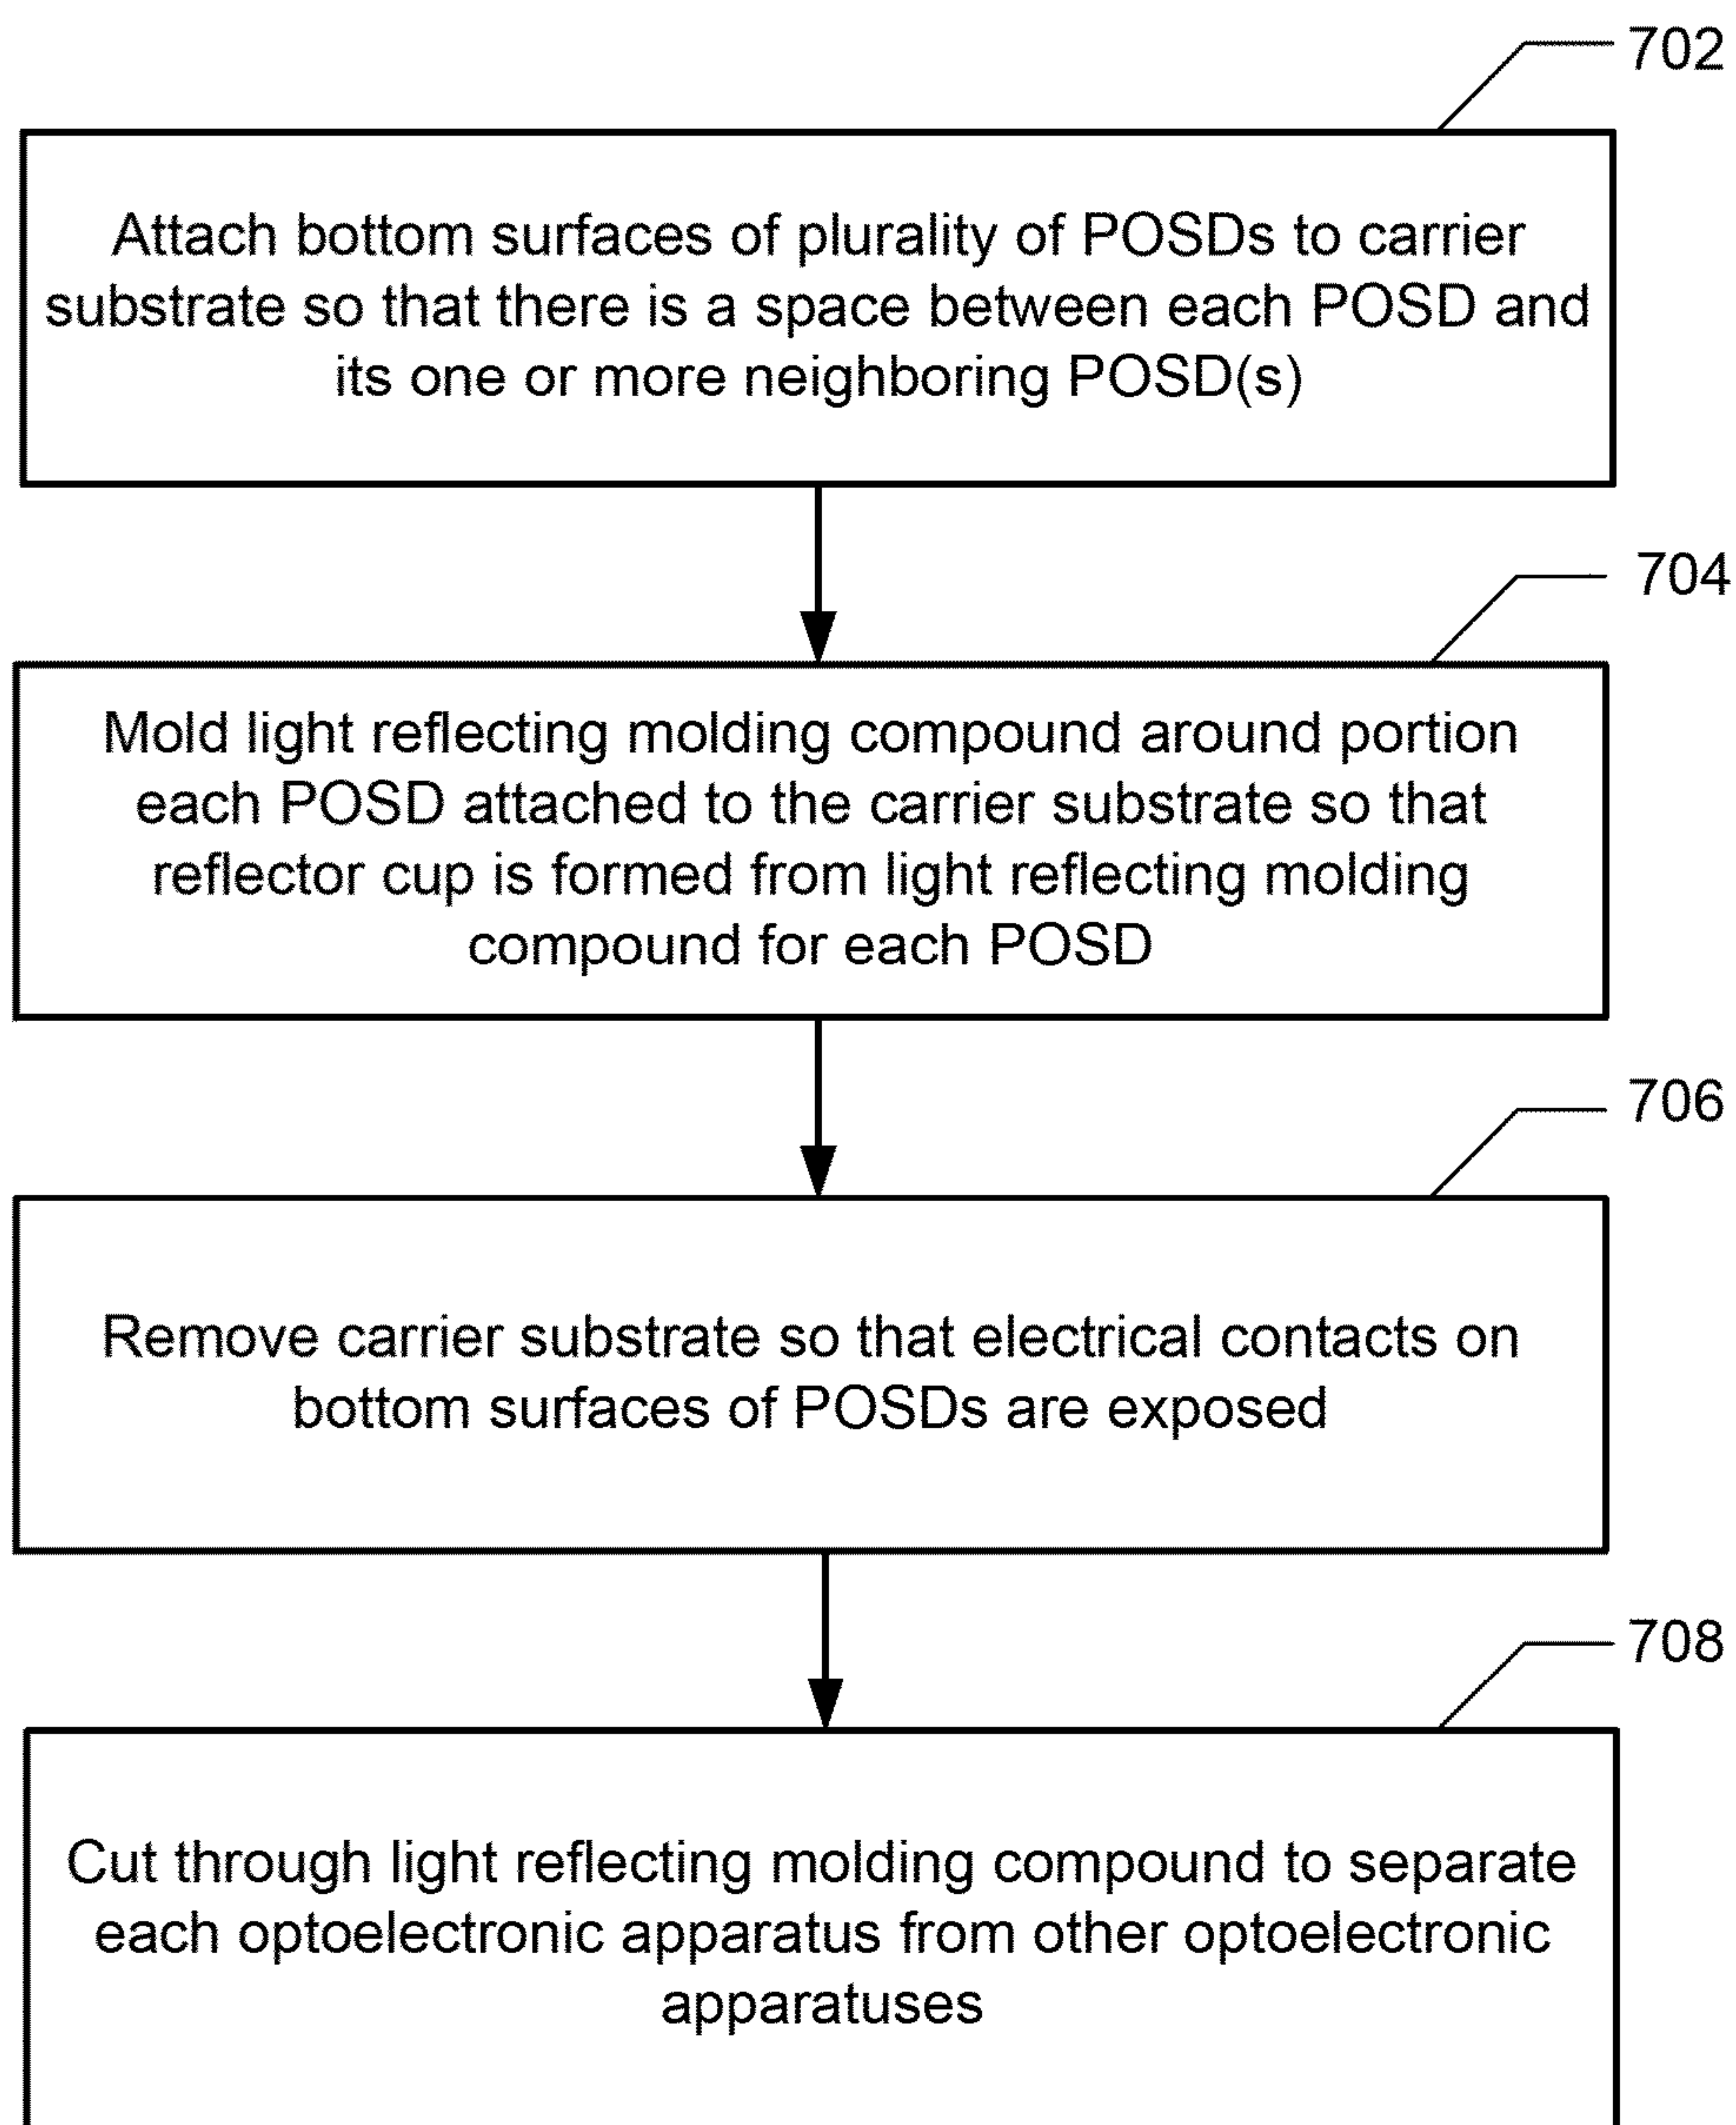 702
Attach bottom surfaces of plurality of POSDs to carrier
substrate so that there is a space between each POSD and
its one or more neighboring POSD(s)
704
Mold light reflecting molding compound around portion
each POSD attached to the carrier substrate so that
reflector cup is formed from light reflecting molding
compound for each POSD
706
Remove carrier substrate so that electrical contacts on
bottom surfaces of POSDs are exposed
708
Cut through light reflecting molding compound to separate
each optoelectronic apparatus from other optoelectronic
apparatuses